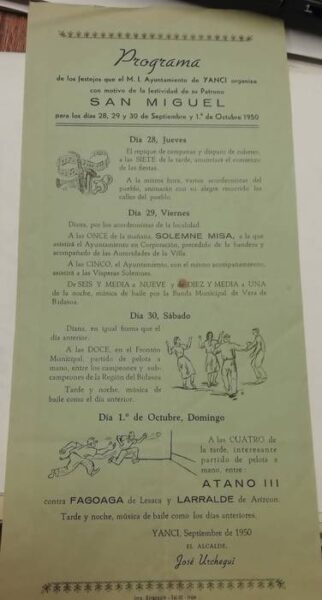 Programa
de los festejos que el M. I. Ayuntamiento de YANCI organiza
con motivo de la festividad de su Patrono
SAN MIGUEL
para los días 28, 29 y 30 de Septiembre y 1.º de Octubre 1950
Día 28, Jueves
El repique de campanas y disparo de cohetes,
a las SIETE de la tarde, anuncian el comienzo
de las fiestas.
A la misma hora, varios acordeonistas del
pueblo, animarán con su alegre recorrido las
calles del pueblo.
Día 29, Viernes
Diana, por los acordeonistas de la localidad.
A las ONCE de la mañana, SOLEMNE MISA, a la que
asistirá el Ayuntamiento en Corporación, precedido de la bandera y
acompañado de las Autoridades de la Villa.
A las CINCO, el Ayuntamiento, con el mismo acompañamiento,
asistirá a las Vísperas Solemnes.
De SEIS Y MEDIA a NUEVE y de DIEZ Y MEDIA a UNA
de la noche, música de baile por la Banda Municipal de Vera de
Bidasoa.
Día 30, Sábado
Diana, en igual forma que el
día anterior.
A las DOCE, en el Frontón
Municipal, partido de pelota a
mano, entre los campeones y sub-
campeones de la Región del Bidasoa
Tarde y noche, música de
baile como el día anterior.
Día 1.º de Octubre, Domingo
A las CUATRO de
la tarde, interesante
partido de pelota a
mano, entre:
ATANO III
contra FAGOAGA de Lesaca y LARRALDE de Arizcun.
Tarde y noche, música de baile como los días anteriores.
YANCI, Septiembre de 1950
EL ALCALDE,
José Urchegui